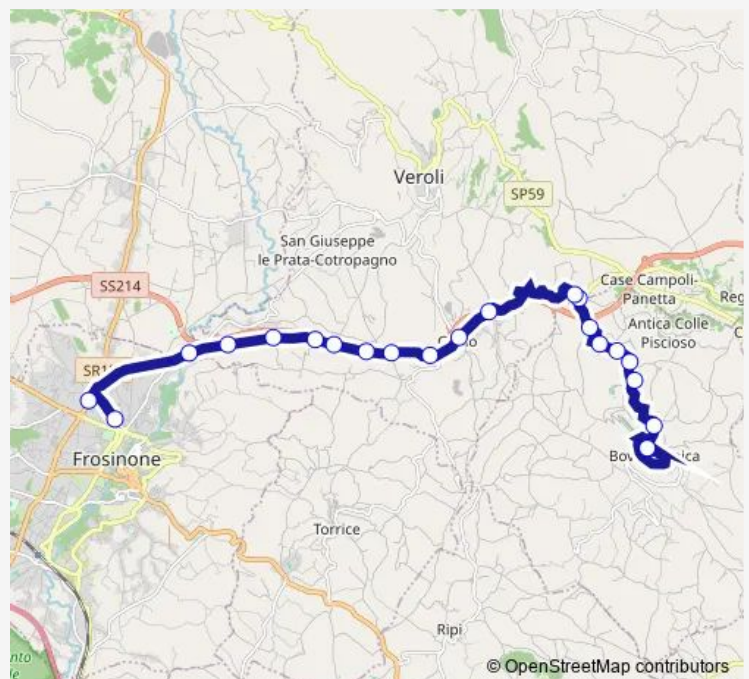 Veroli
SP59
San Giuseppe
le Prata-Cotropagno
SS214
Case Campoli-
Panetta
Antica Colle
Piscioso
Frosinone
Torrice
Ripi
© OpenStreetMap contributors